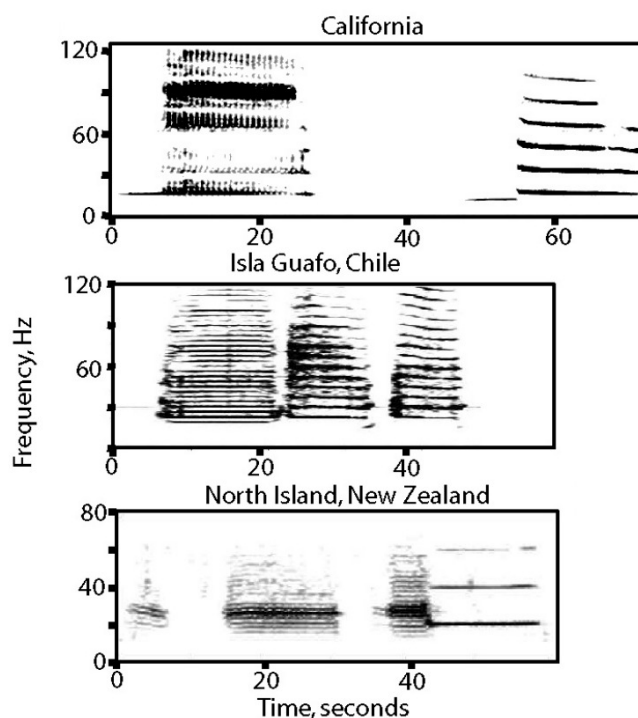 California
120
60
0
0 20 40 60
Isla Guafo, Chile
120
60
0 20 40
North Island, New Zealand
80
40
0
0 20 40
Frequency, Hz
Time, seconds